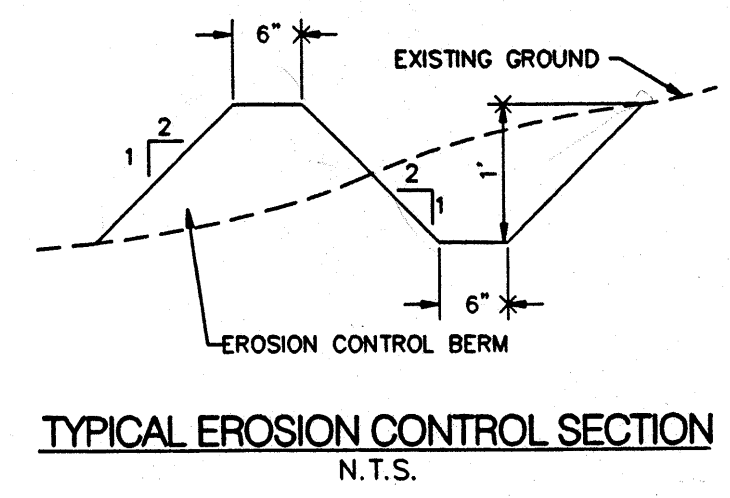 6"
EXISTING GROUND
2
1
2
1
1'
6"
EROSION CONTROL BERM
TYPICAL EROSION CONTROL SECTION
N.T.S.